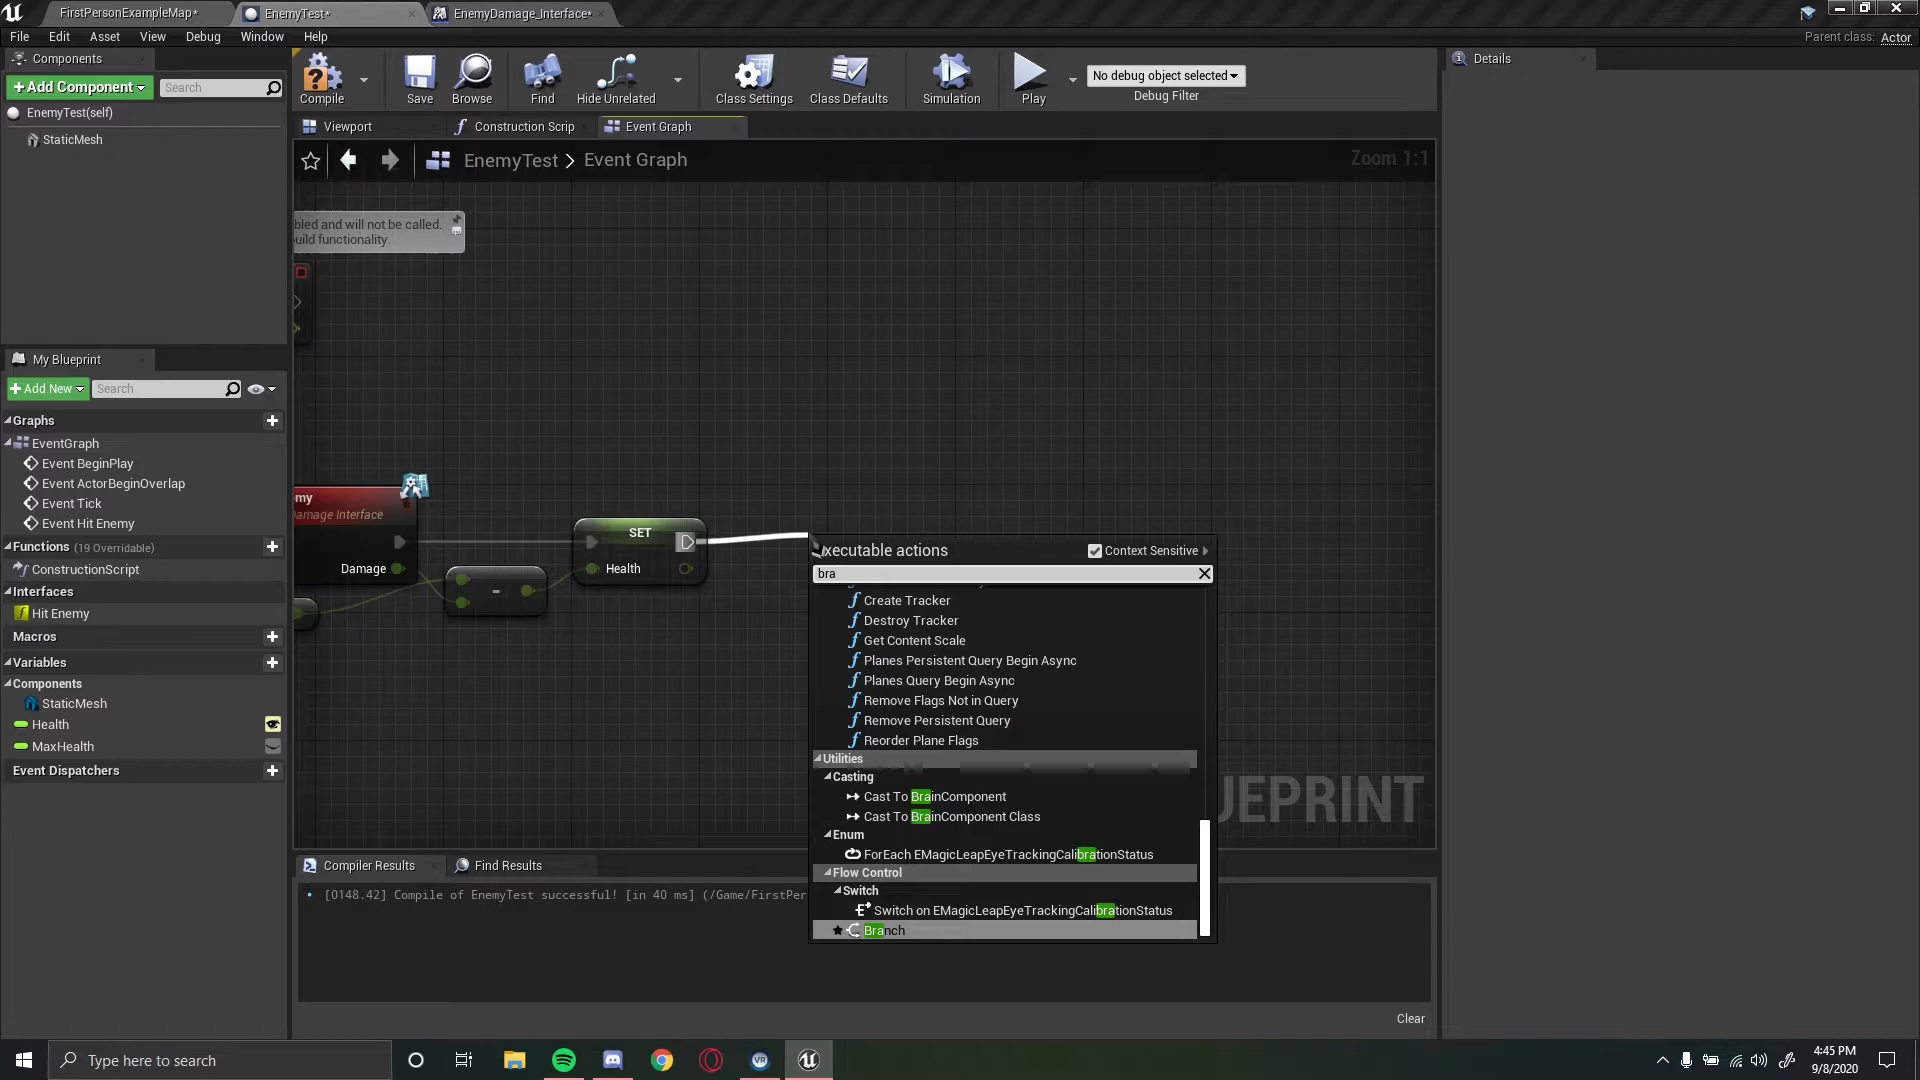 FirstPersonExampleMap*
EnemyTest*
EnemyDamage_Interface*
File Edit Asset View Debug Window Help
Parent class: Actor
Components
+Add Component
Search
EnemyTest(self)
StaticMesh
Compile
Save
Browse
Find
Hide Unrelated
Class Settings
Class Defaults
Simulation
Play
No debug object selected
Debug Filter
Details
Viewport
Construction Scrip
Event Graph
EnemyTest > Event Graph
Zoom 1:1
bled and will not be called.
uild functionality.
My Blueprint
+Add New
Search
Graphs
EventGraph
Event BeginPlay
Event ActorBeginOverlap
Event Tick
Event Hit Enemy
Functions (19 Overridable)
ConstructionScript
Interfaces
Hit Enemy
Macros
Variables
Components
StaticMesh
Health
MaxHealth
Event Dispatchers
my
Damage Interface
Damage
-
SET
Health
xecutable actions
Context Sensitive
bra
Create Tracker
Destroy Tracker
Get Content Scale
Planes Persistent Query Begin Async
Planes Query Begin Async
Remove Flags Not in Query
Remove Persistent Query
Reorder Plane Flags
Utilities
Casting
Cast To BrainComponent
Cast To BrainComponent Class
Enum
ForEach EMagicLeapEyeTrackingCalibrationStatus
Flow Control
Switch
Switch on EMagicLeapEyeTrackingCalibrationStatus
Branch
UEPRINT
Compiler Results
Find Results
[0148.42] Compile of EnemyTest successful! [in 40 ms] (/Game/FirstPer
Clear
Type here to search
VR
4:45 PM
9/8/2020